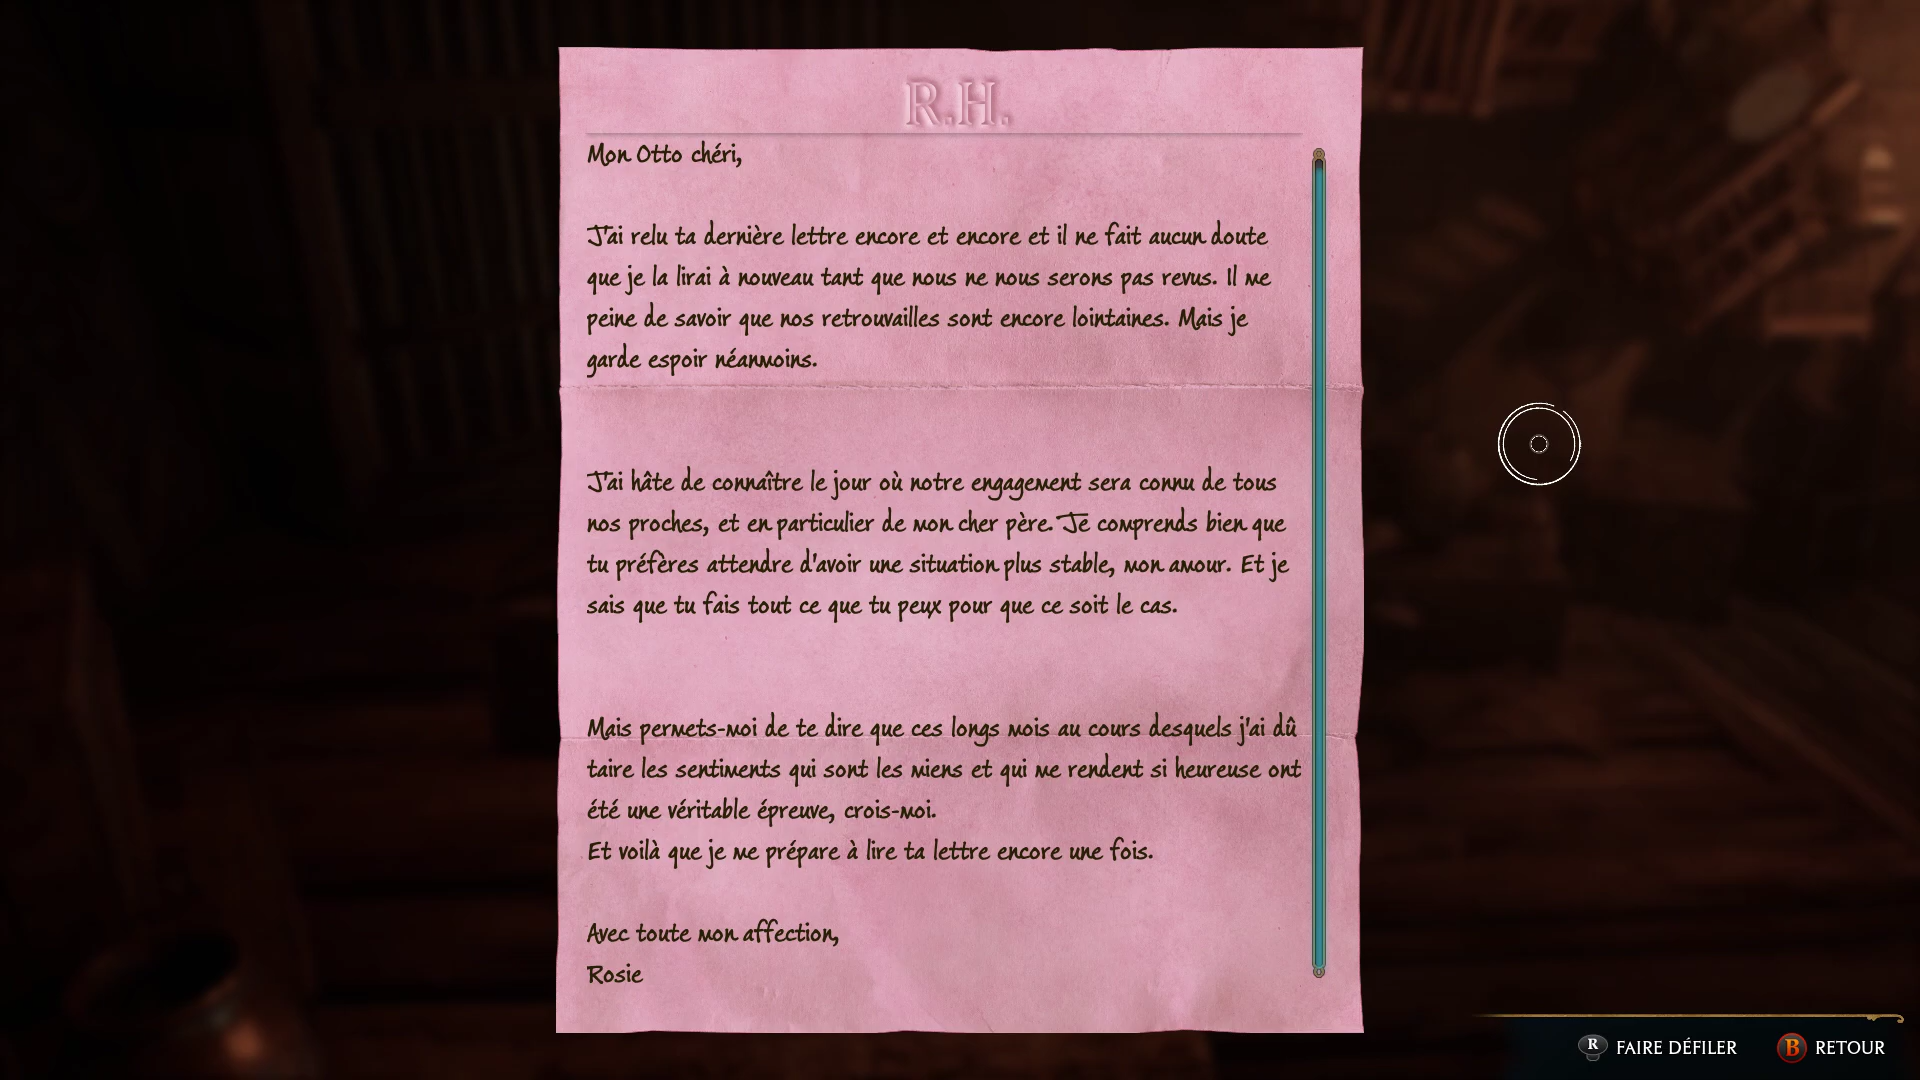 R.H.
Mon Otto chéri,
J'ai relu ta dernière lettre encore et encore et il ne fait aucun doute
que je la lirai à nouveau tant que nous ne nous serons pas revus. Il me
peine de savoir que nos retrouvailles sont encore lointaines. Mais je
garde espoir néanmoins.
J'ai hâte de connaître le jour où notre engagement sera connu de tous
nos proches, et en particulier de mon cher père. Je comprends bien que
tu préfères attendre d'avoir une situation plus stable, mon amour. Et je
sais que tu fais tout ce que tu peux pour que ce soit le cas.
Mais permets-moi de te dire que ces longs mois au cours desquels j'ai dû
taire les sentiments qui sont les miens et qui me rendent si heureuse ont
été une véritable épreuve, crois-moi.
Et voilà que je me prépare à lire ta lettre encore une fois.
Avec toute mon affection,
Rosie
R FAIRE DÉFILER B RETOUR